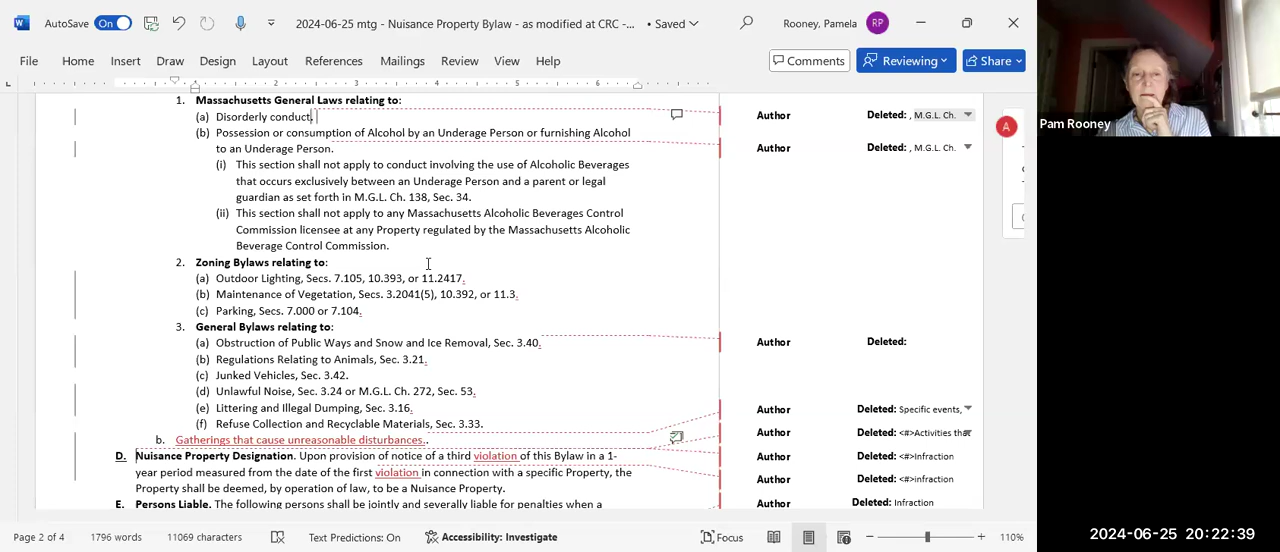 AutoSave On 2024-06-25 mtg - Nuisance Property Bylaw - as modified at CRC -... • Saved Rooney, Pamela RP
File Home Insert Draw Design Layout References Mailings Review View Help Comments Reviewing Share
1. Massachusetts General Laws relating to:
(a) Disorderly conduct.
(b) Possession or consumption of Alcohol by an Underage Person or furnishing Alcohol
to an Underage Person.
(i) This section shall not apply to conduct involving the use of Alcoholic Beverages
that occurs exclusively between an Underage Person and a parent or legal
guardian as set forth in M.G.L. Ch. 138, Sec. 34.
(ii) This section shall not apply to any Massachusetts Alcoholic Beverages Control
Commission licensee at any Property regulated by the Massachusetts Alcoholic
Beverage Control Commission.
2. Zoning Bylaws relating to:
(a) Outdoor Lighting, Secs. 7.105, 10.393, or 11.2417.
(b) Maintenance of Vegetation, Secs. 3.2041(5), 10.392, or 11.3.
(c) Parking, Secs. 7.000 or 7.104.
3. General Bylaws relating to:
(a) Obstruction of Public Ways and Snow and Ice Removal, Sec. 3.40.
(b) Regulations Relating to Animals, Sec. 3.21.
(c) Junked Vehicles, Sec. 3.42.
(d) Unlawful Noise, Sec. 3.24 or M.G.L. Ch. 272, Sec. 53.
(e) Littering and Illegal Dumping, Sec. 3.16.
(f) Refuse Collection and Recyclable Materials, Sec. 3.33.
b. Gatherings that cause unreasonable disturbances..
D. Nuisance Property Designation. Upon provision of notice of a third violation of this Bylaw in a 1-
year period measured from the date of the first violation in connection with a specific Property, the
Property shall be deemed, by operation of law, to be a Nuisance Property.
E. Persons Liable. The following persons shall be jointly and severally liable for penalties when a
Author Deleted: , M.G.L. Ch.
Author Deleted: , M.G.L. Ch.
Author Deleted:
Author Deleted: Specific events,
Author Deleted: <#>Activities tha
Author Deleted: <#>Infraction
Author Deleted: <#>infraction
Author Deleted: Infraction
A
Pam Rooney
Page 2 of 4 1796 words 11069 characters Text Predictions: On Accessibility: Investigate Focus 110%
2024-06-25 20:22:39